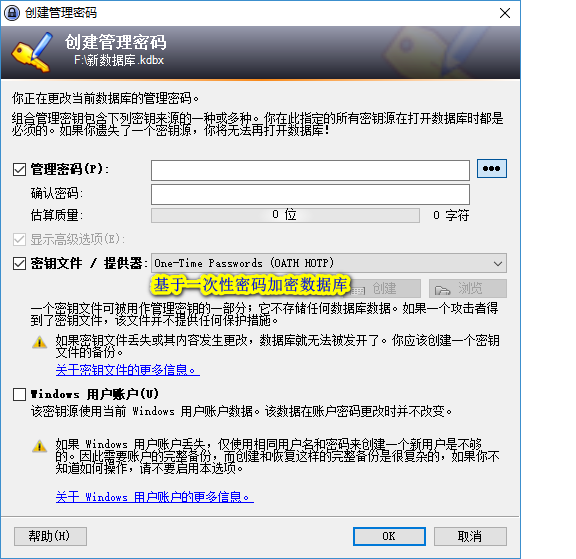 创建管理密码
创建管理密码
F:\新数据库.kdbx
你正在更改当前数据库的管理密码。
组合管理密钥包含下列密钥来源的一种或多种。你在此指定的所有密钥源在打开数据库时都是
必须的。如果你遗失了一个密钥源，你将无法再打开数据库!
管理密码(P):
确认密码:
估算质量:
0 位
0 字符
显示高级选项(E):
密钥文件 / 提供器:
One-Time Passwords (OATH HOTP)
基于一次性密码加密数据库
创建
浏览
一个密钥文件可被用作管理密钥的一部分；它不存储任何数据库数据。如果一个攻击者得
到了密钥文件，该文件并不提供任何保护措施。
如果密钥文件丢失或其内容发生更改，数据库就无法被发开了。你应该创建一个密钥
文件的备份。
关于密钥文件的更多信息。
Windows 用户账户(U)
该密钥源使用当前 Windows 用户账户数据。该数据在账户密码更改时并不改变。
如果 Windows 用户账户丢失，仅使用相同用户名和密码来创建一个新用户是不够
的。因此需要账户的完整备份，而创建和恢复这样的完整备份是很复杂的，如果你不
知道如何操作，请不要启用本选项。
关于 Windows 用户账户的更多信息。
帮助(H)
OK
取消